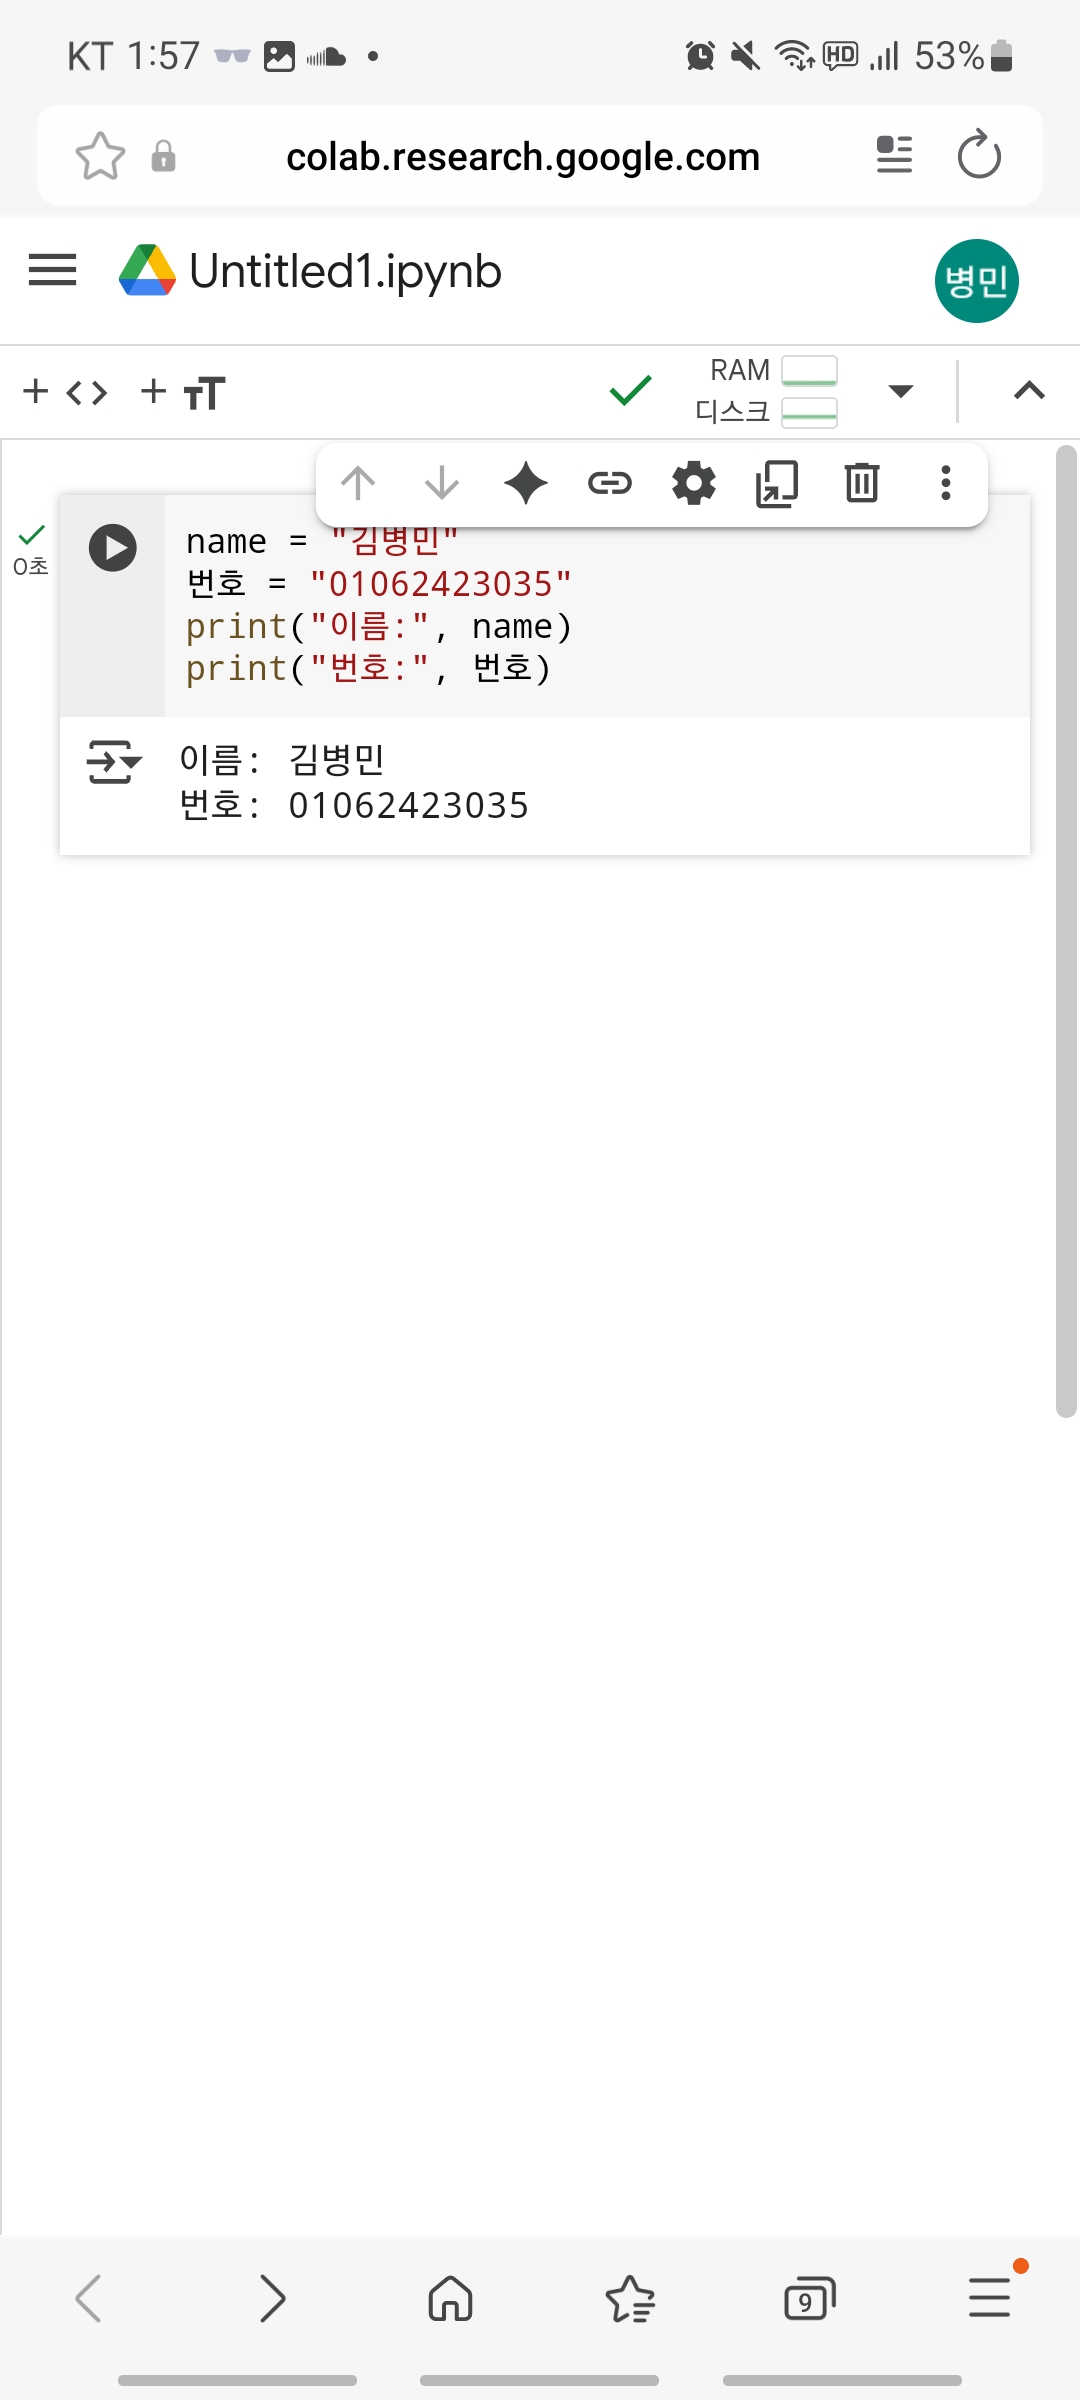 KT 1:57 HD 53%
colab.research.google.com
Untitled1.ipynb
병민
+ <> + TT
RAM
디스크
0초
name = "김병민"
번호 = "01062423035"
print("이름:", name)
print("번호:", 번호)
이름: 김병민
번호: 01062423035
9